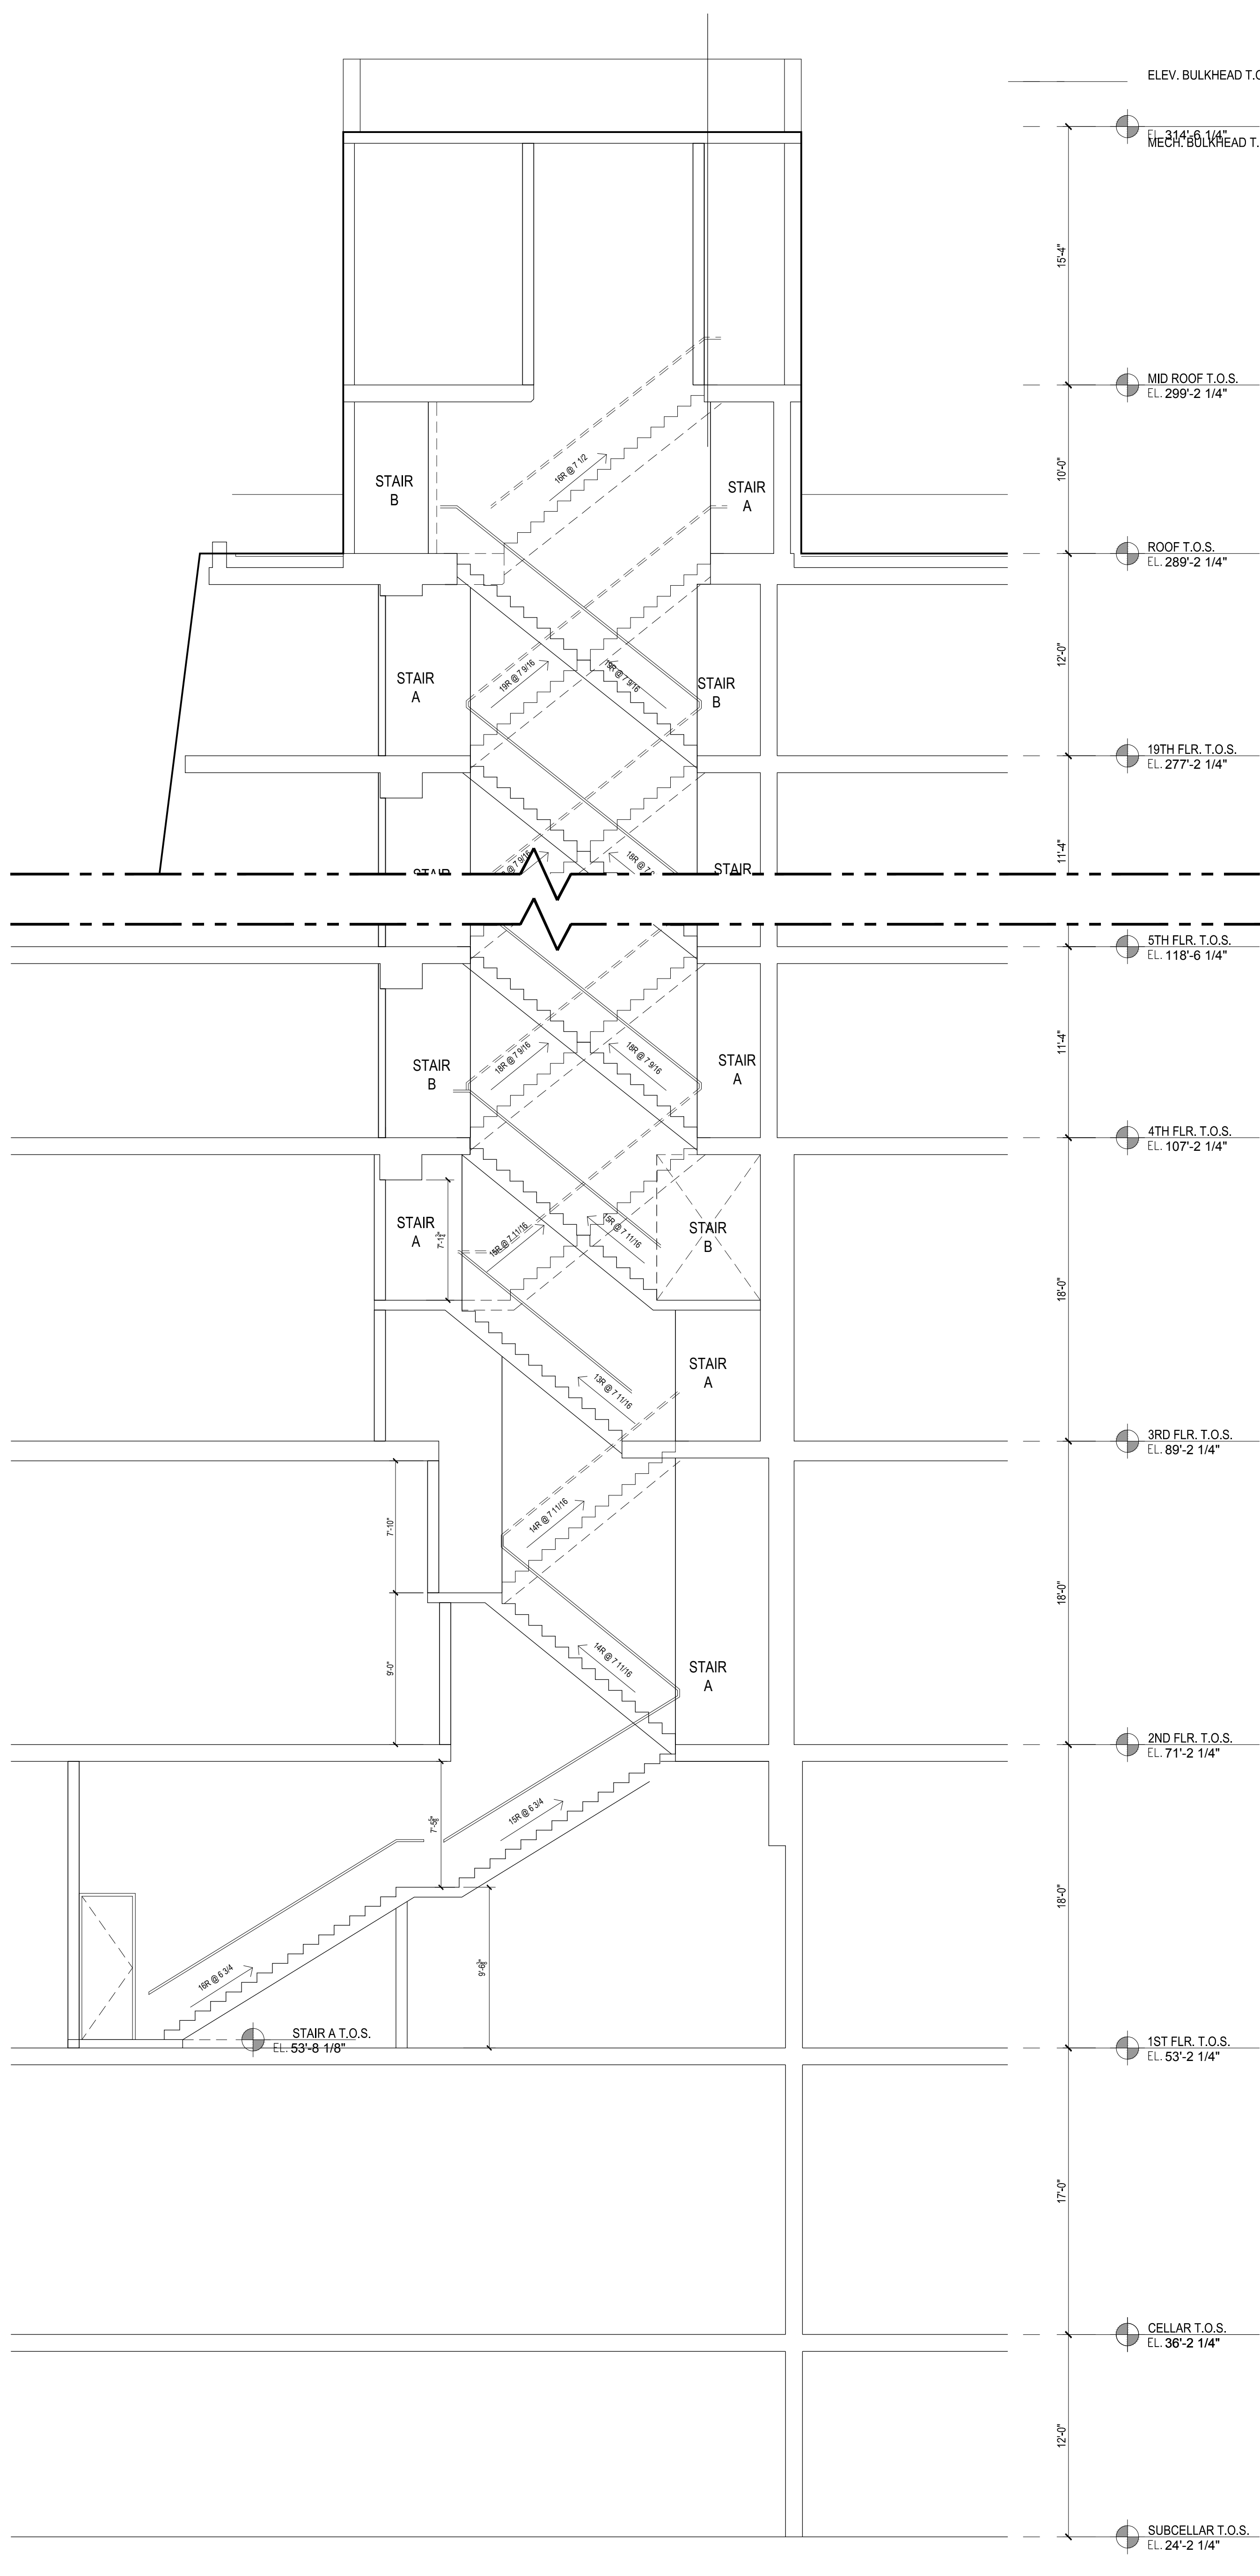 ELEV. BULKHEAD T.O
EL. 314'-6 1/4"
MECH. BULKHEAD T.
15'-4"
MID ROOF T.O.S.
EL. 299'-2 1/4"
16R @ 7 1/2
STAIR
B
STAIR
A
10'-0"
ROOF T.O.S.
EL. 289'-2 1/4"
STAIR
A
19R @ 7 9/16
19R @ 7 9/16
STAIR
B
12'-0"
19TH FLR. T.O.S.
EL. 277'-2 1/4"
@ 7 9/16
18R @ 7
STAIR
STAIR
11'-4"
5TH FLR. T.O.S.
EL. 118'-6 1/4"
STAIR
B
18R @ 7 9/16
18R @ 7 9/16
STAIR
A
11'-4"
4TH FLR. T.O.S.
EL. 107'-2 1/4"
STAIR
A
15R @ 7 11/16
15R @ 7 11/16
STAIR
B
18'-0"
STAIR
A
13R @ 7 11/16
3RD FLR. T.O.S.
EL. 89'-2 1/4"
7'-10"
14R @ 7 11/16
18'-0"
9'-0"
14R @ 7 11/16
STAIR
A
2ND FLR. T.O.S.
EL. 71'-2 1/4"
15R @ 6 3/4
18'-0"
16R @ 6 3/4
STAIR A T.O.S.
EL. 53'-8 1/8"
1ST FLR. T.O.S.
EL. 53'-2 1/4"
17'-0"
CELLAR T.O.S.
EL. 36'-2 1/4"
12'-0"
SUBCELLAR T.O.S.
EL. 24'-2 1/4"